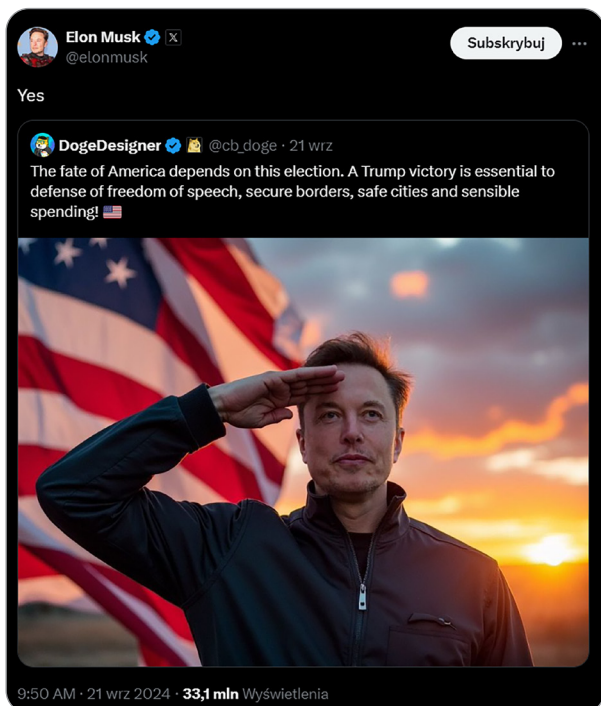 Elon Musk
@elonmusk
Subskrybuj
Yes
DogeDesigner @cb_doge · 21 wrz
The fate of America depends on this election. A Trump victory is essential to
defense of freedom of speech, secure borders, safe cities and sensible
spending! 🇺🇸
9:50 AM · 21 wrz 2024 · 33,1 mln Wyświetlenia